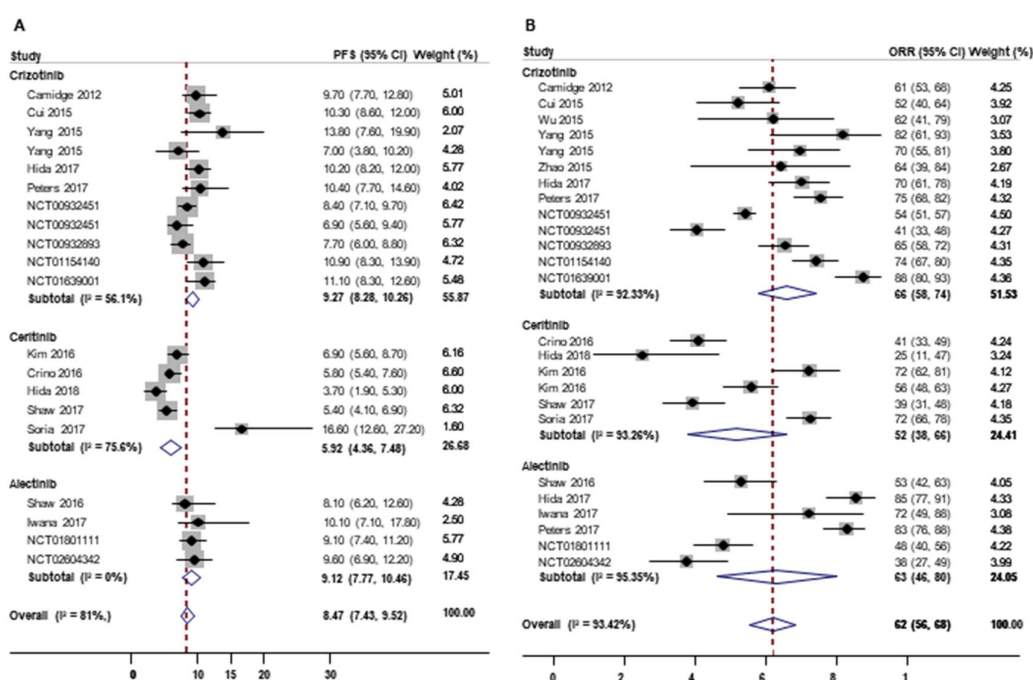 A
Study PFS (95% CI) Weight (%)
Crizotinib
Camidge 2012 9.70 (7.70, 12.80) 5.01
Cui 2015 10.30 (8.60, 12.00) 6.00
Yang 2015 13.80 (7.60, 19.90) 2.07
Yang 2015 7.00 (3.80, 10.20) 4.28
Hida 2017 10.20 (8.20, 12.00) 5.77
Peters 2017 10.40 (7.70, 14.60) 4.02
NCT00932451 8.40 (7.10, 9.70) 6.42
NCT00932451 6.90 (5.60, 9.40) 5.77
NCT00932893 7.70 (6.00, 8.80) 6.32
NCT01154140 10.90 (8.30, 13.90) 4.72
NCT01639001 11.10 (8.30, 12.60) 5.48
Subtotal (I² = 56.1%) 9.27 (8.28, 10.26) 55.87
Ceritinib
Kim 2016 6.90 (5.60, 8.70) 6.16
Crino 2016 5.80 (5.40, 7.60) 6.60
Hida 2018 3.70 (1.90, 5.30) 6.00
Shaw 2017 5.40 (4.10, 6.90) 6.32
Soria 2017 16.60 (12.60, 27.20) 1.60
Subtotal (I² = 75.6%) 5.92 (4.36, 7.48) 26.68
Alectinib
Shaw 2016 8.10 (6.20, 12.60) 4.28
Iwana 2017 10.10 (7.10, 17.80) 2.50
NCT01801111 9.10 (7.40, 11.20) 5.77
NCT02604342 9.60 (6.90, 12.20) 4.90
Subtotal (I² = 0%) 9.12 (7.77, 10.46) 17.45
Overall (I² = 81%,) 8.47 (7.43, 9.52) 100.00
0 10 15 20 30
B
Study ORR (95% CI) Weight (%)
Crizotinib
Camidge 2012 61 (53, 68) 4.25
Cui 2015 52 (40, 64) 3.92
Wu 2015 62 (41, 79) 3.07
Yang 2015 82 (61, 93) 3.53
Yang 2015 70 (55, 81) 3.80
Zhao 2015 64 (39, 84) 2.67
Hida 2017 70 (61, 78) 4.19
Peters 2017 75 (68, 82) 4.32
NCT00932451 54 (51, 57) 4.50
NCT00932451 41 (33, 48) 4.27
NCT00932893 65 (58, 72) 4.31
NCT01154140 74 (67, 80) 4.35
NCT01639001 88 (80, 93) 4.36
Subtotal (I² = 92.33%) 66 (58, 74) 51.53
Ceritinib
Crino 2016 41 (33, 49) 4.24
Hida 2018 25 (11, 47) 3.24
Kim 2016 72 (62, 81) 4.12
Kim 2016 56 (48, 63) 4.27
Shaw 2017 39 (31, 48) 4.18
Soria 2017 72 (66, 78) 4.35
Subtotal (I² = 93.26%) 52 (38, 66) 24.41
Alectinib
Shaw 2016 53 (42, 63) 4.05
Hida 2017 85 (77, 91) 4.33
Iwana 2017 72 (49, 88) 3.08
Peters 2017 83 (76, 88) 4.38
NCT01801111 48 (40, 56) 4.22
NCT02604342 38 (27, 49) 3.99
Subtotal (I² = 95.35%) 63 (46, 80) 24.05
Overall (I² = 93.42%) 62 (56, 68) 100.00
0 2 4 6 8 1